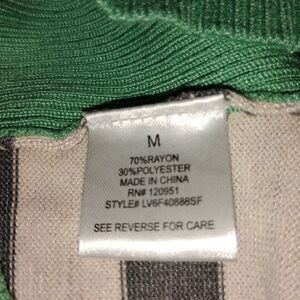 M
70%RAYON
30%POLYESTER
MADE IN CHINA
RN# 120951
STYLE# LV6F40888SF
SEE REVERSE FOR CARE